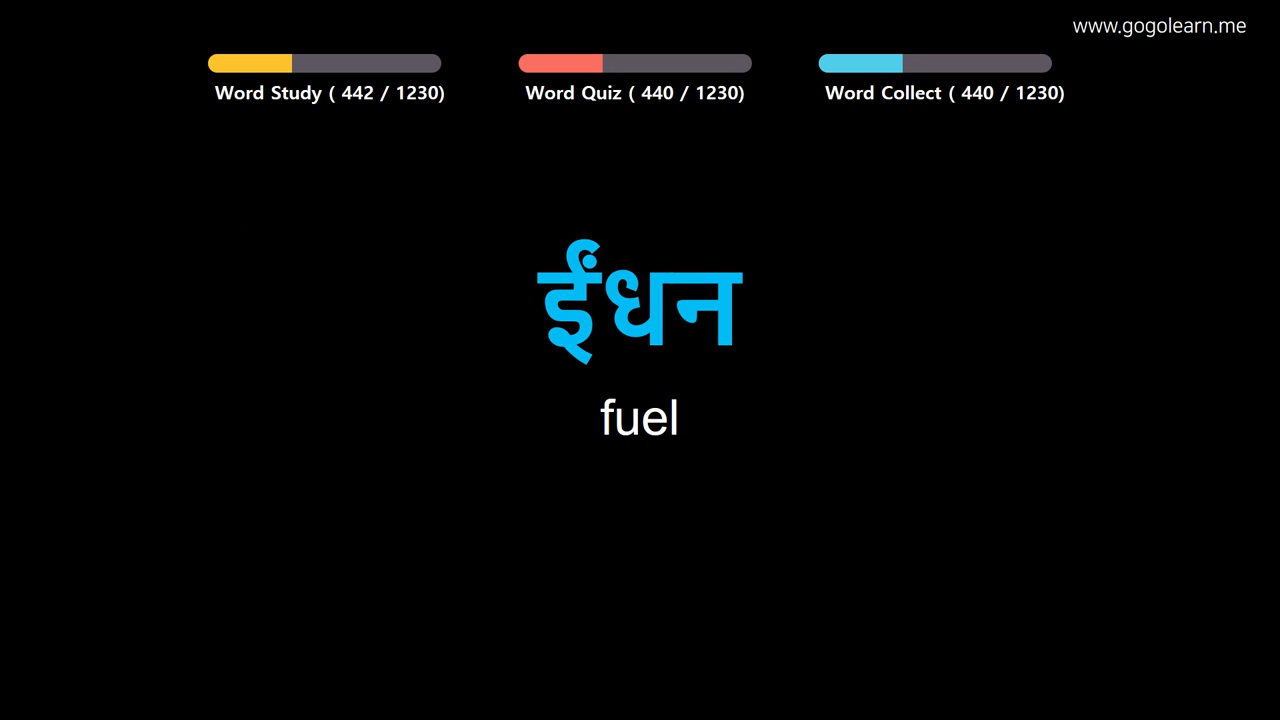 www.gogolearn.me
Word Study ( 442 / 1230)
Word Quiz ( 440 / 1230)
Word Collect ( 440 / 1230)
ईंधन
fuel